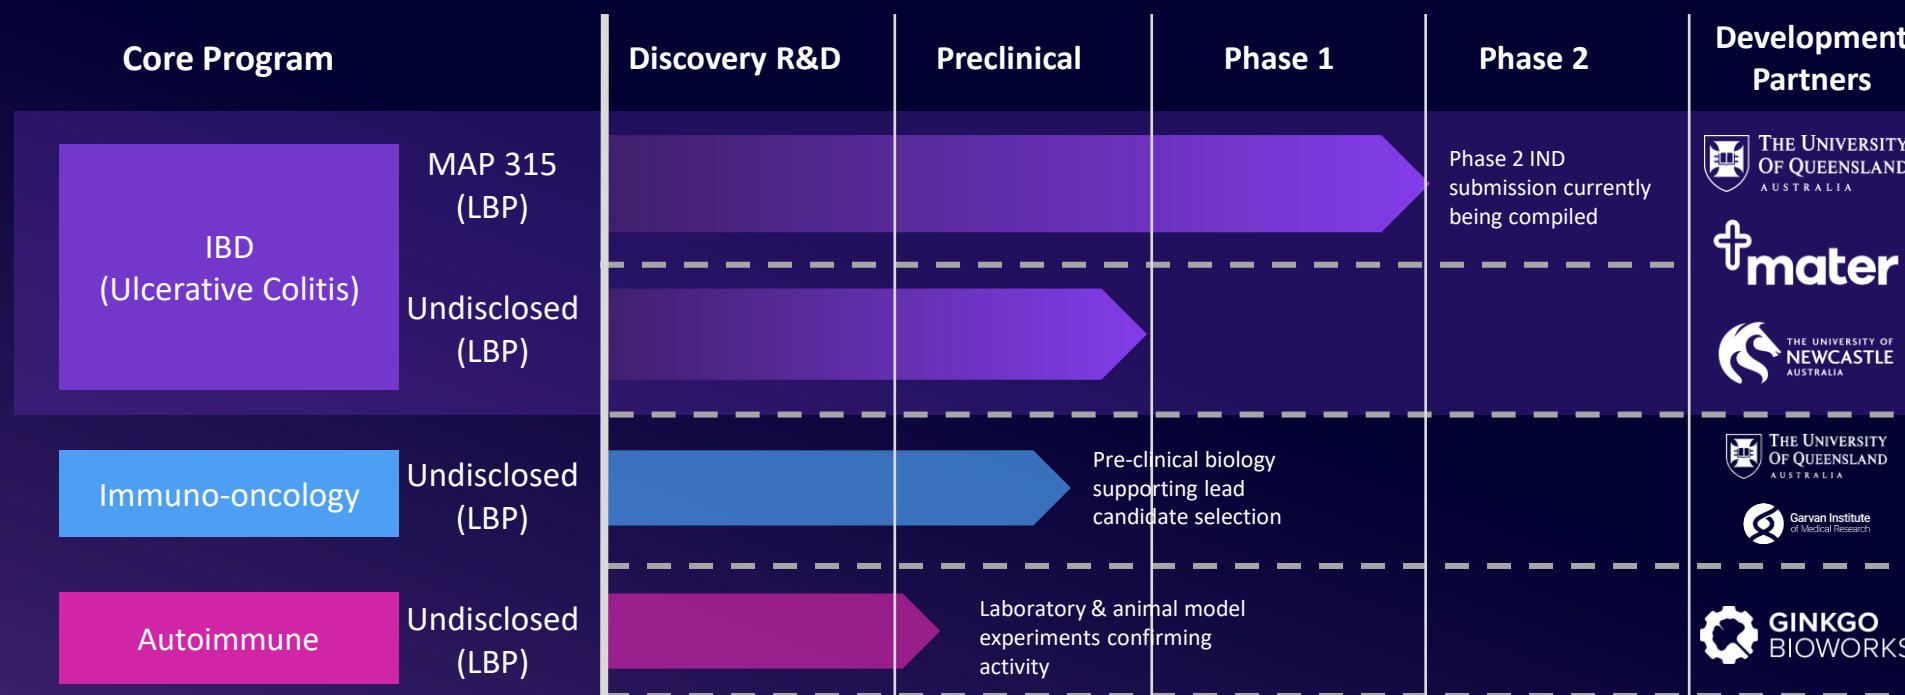 Core Program
Discovery R&D
Preclinical
Phase 1
Phase 2
Development
Partners
IBD
(Ulcerative Colitis)
MAP 315
(LBP)
Phase 2 IND
submission currently
being compiled
THE UNIVERSITY
OF QUEENSLAND
AUSTRALIA
mater
Undisclosed
(LBP)
THE UNIVERSITY OF
NEWCASTLE
AUSTRALIA
Immuno-oncology
Undisclosed
(LBP)
Pre-clinical biology
supporting lead
candidate selection
THE UNIVERSITY
OF QUEENSLAND
AUSTRALIA
Garvan Institute
of Medical Research
Autoimmune
Undisclosed
(LBP)
Laboratory & animal model
experiments confirming
activity
GINKGO
BIOWORKS